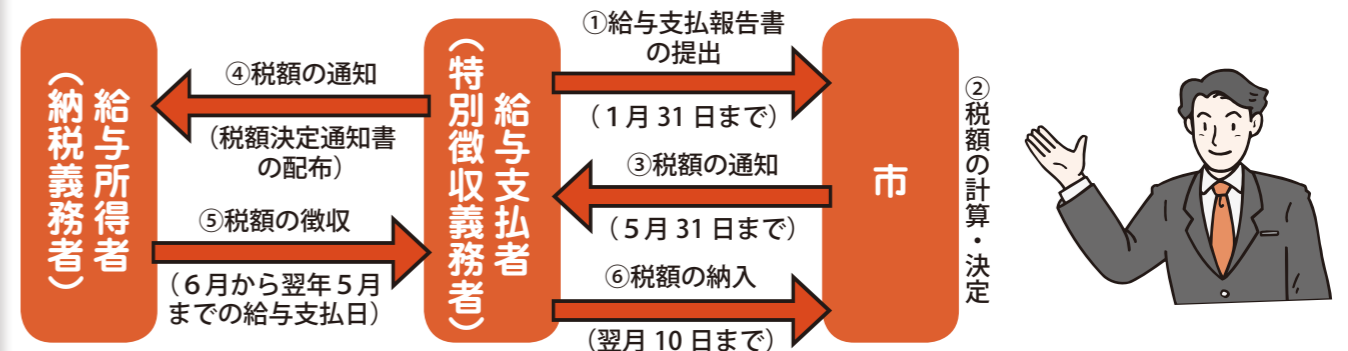 給与所得者
（納税義務者）
④税額の通知
（税額決定通知書
の配布）
⑤税額の徴収
（６月から翌年５月
までの給与支払日）
給与支払者
（特別徴収義務者）
①給与支払報告書
の提出
（１月 31 日まで）
③税額の通知
（５月 31 日まで）
⑥税額の納入
（翌月 10 日まで）
市
②税額の計算・決定